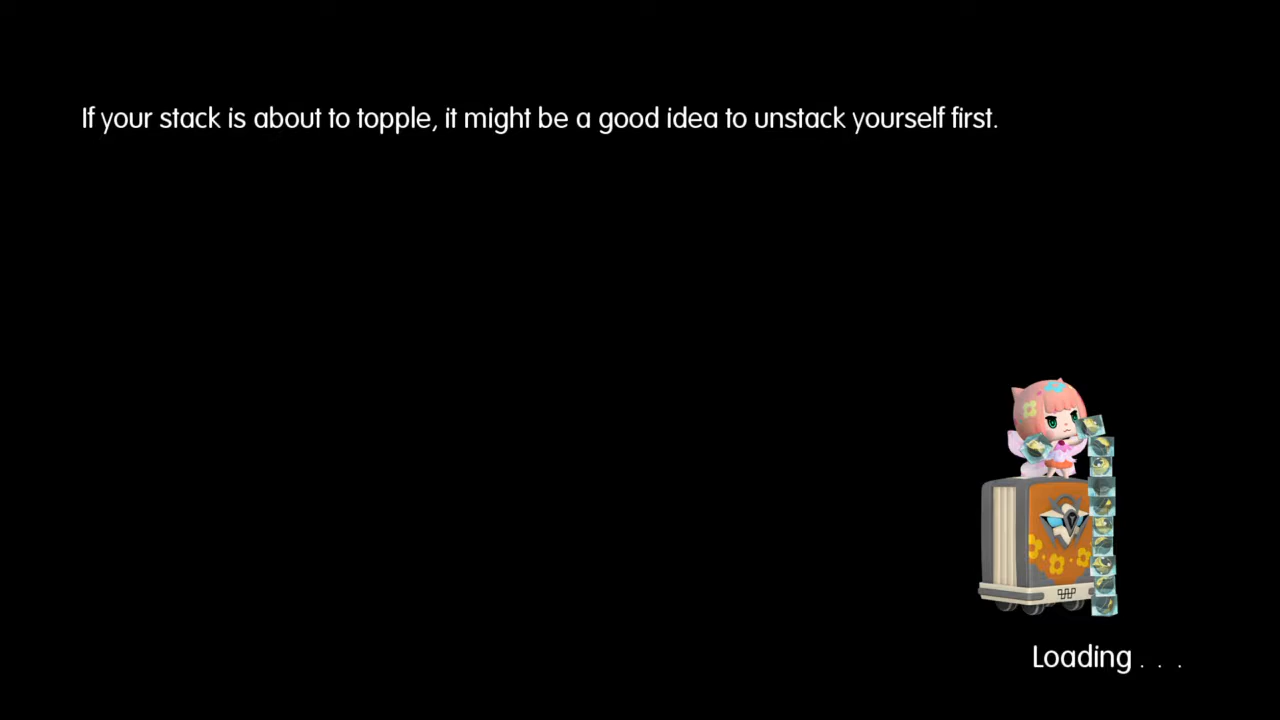 If your stack is about to topple, it might be a good idea to unstack yourself first.
Loading . . .